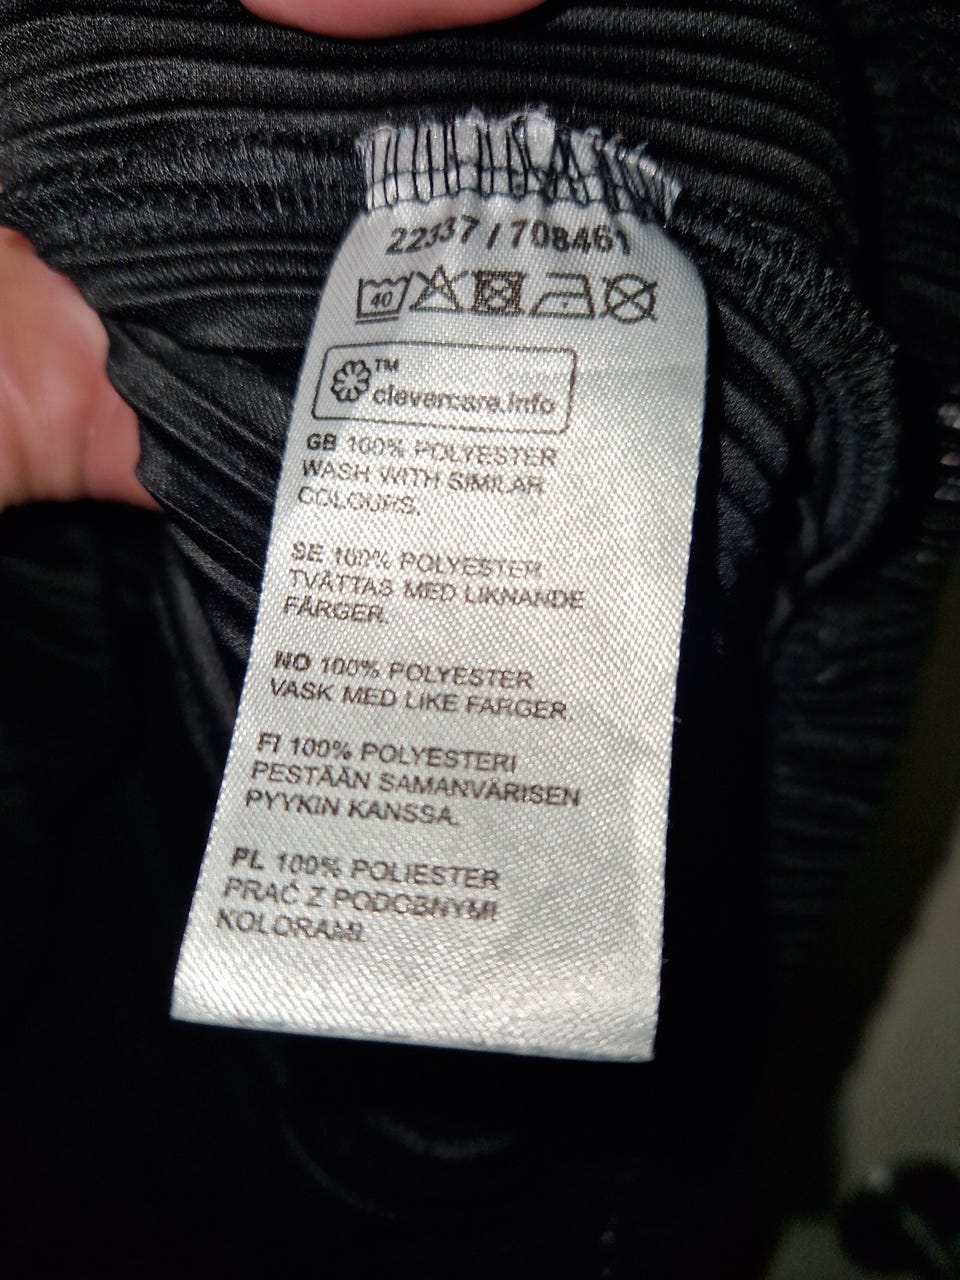 22337 / 708461
40
TM
clevercare.info
GB 100% POLYESTER
WASH WITH SIMILAR
COLOURS.
SE 100% POLYESTER
TVÄTTAS MED LIKNANDE
FÄRGER.
NO 100% POLYESTER
VASK MED LIKE FARGER.
FI 100% POLYESTERI
PESTÄÄN SAMANVÄRISEN
PYYKIN KANSSA.
PL 100% POLIESTER
PRAĆ Z PODOBNYMI
KOLORAMI.